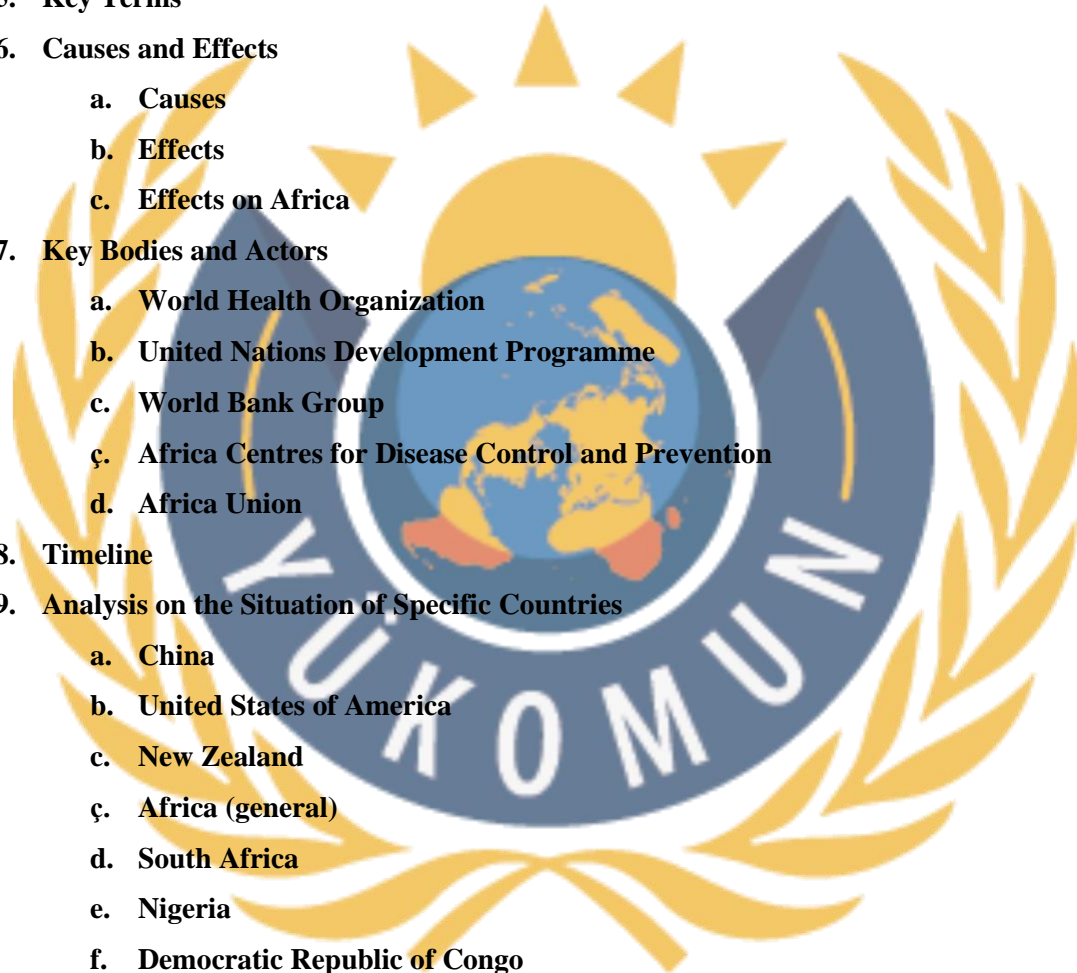 5. Key Terms
6. Causes and Effects
a. Causes
b. Effects
c. Effects on Africa
7. Key Bodies and Actors
a. World Health Organization
b. United Nations Development Programme
c. World Bank Group
ç. Africa Centres for Disease Control and Prevention
d. Africa Union
8. Timeline
9. Analysis on the Situation of Specific Countries
a. China
b. United States of America
c. New Zealand
ç. Africa (general)
d. South Africa
e. Nigeria
f. Democratic Republic of Congo
YÜKOMUN